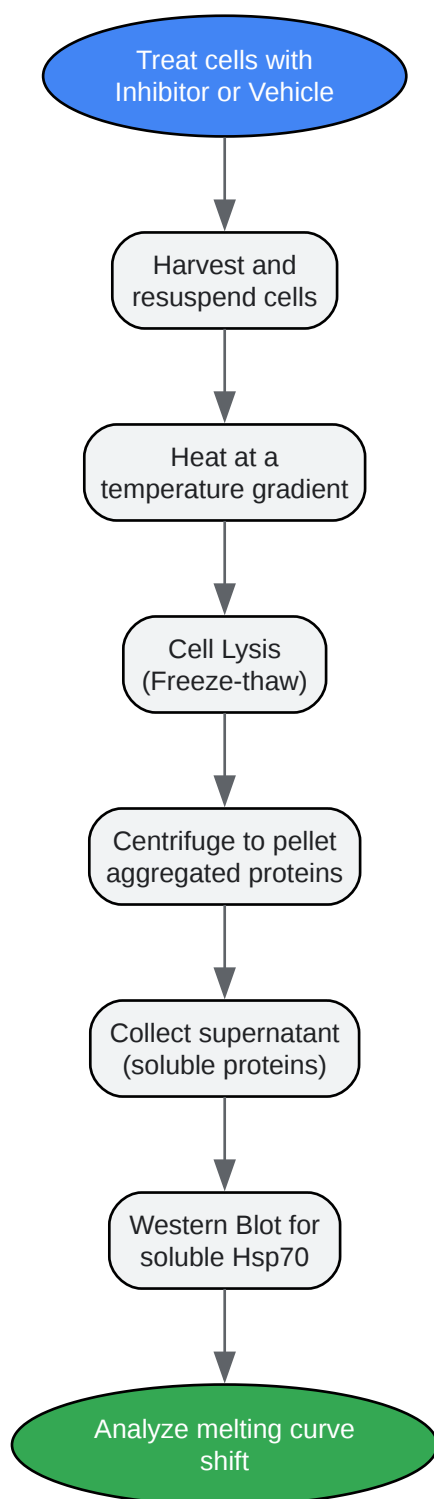 Treat cells with
Inhibitor or Vehicle
Harvest and
resuspend cells
Heat at a
temperature gradient
Cell Lysis
(Freeze-thaw)
Centrifuge to pellet
aggregated proteins
Collect supernatant
(soluble proteins)
Western Blot for
soluble Hsp70
Analyze melting curve
shift